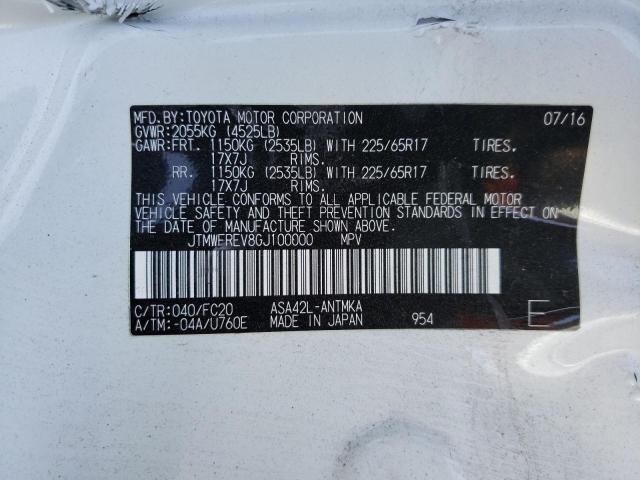 MFD.BY:TOYOTA MOTOR CORPORATION 07/16
GVWR:2055KG (4525LB)
GAWR:FRT. 1150KG (2535LB) WITH 225/65R17 TIRES.
17X7J RIMS.
RR. 1150KG (2535LB) WITH 225/65R17 TIRES.
17X7J RIMS.
THIS VEHICLE CONFORMS TO ALL APPLICABLE FEDERAL MOTOR
VEHICLE SAFETY AND THEFT PREVENTION STANDARDS IN EFFECT ON
THE DATE OF MANUFACTURE SHOWN ABOVE.
JTMWFREV8GJ100000 MPV
C/TR:040/FC20 ASA42L-ANTMKA
A/TM:-04A/U760E MADE IN JAPAN 954 E